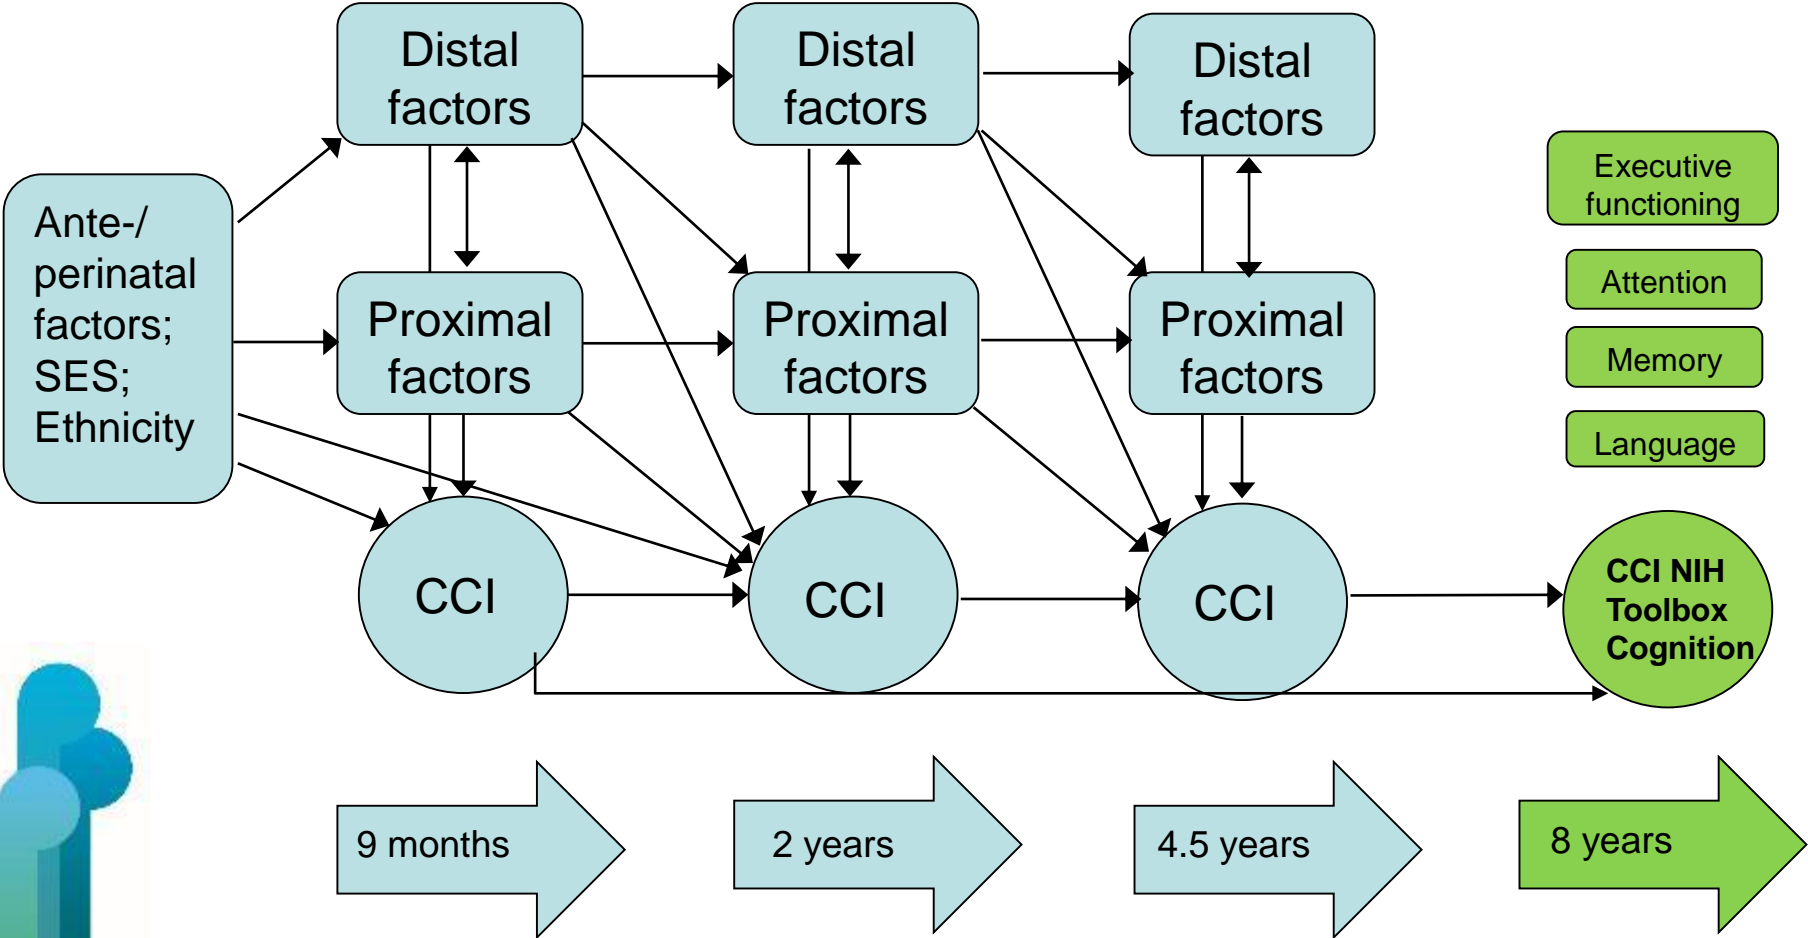 Distal
factors
Distal
factors
Distal
factors
Executive
functioning
Ante-/
perinatal
factors;
SES;
Ethnicity
Attention
Proximal
factors
Proximal
factors
Proximal
factors
Memory
Language
CCI
CCI
CCI
CCI NIH
Toolbox
Cognition
9 months
2 years
4.5 years
8 years